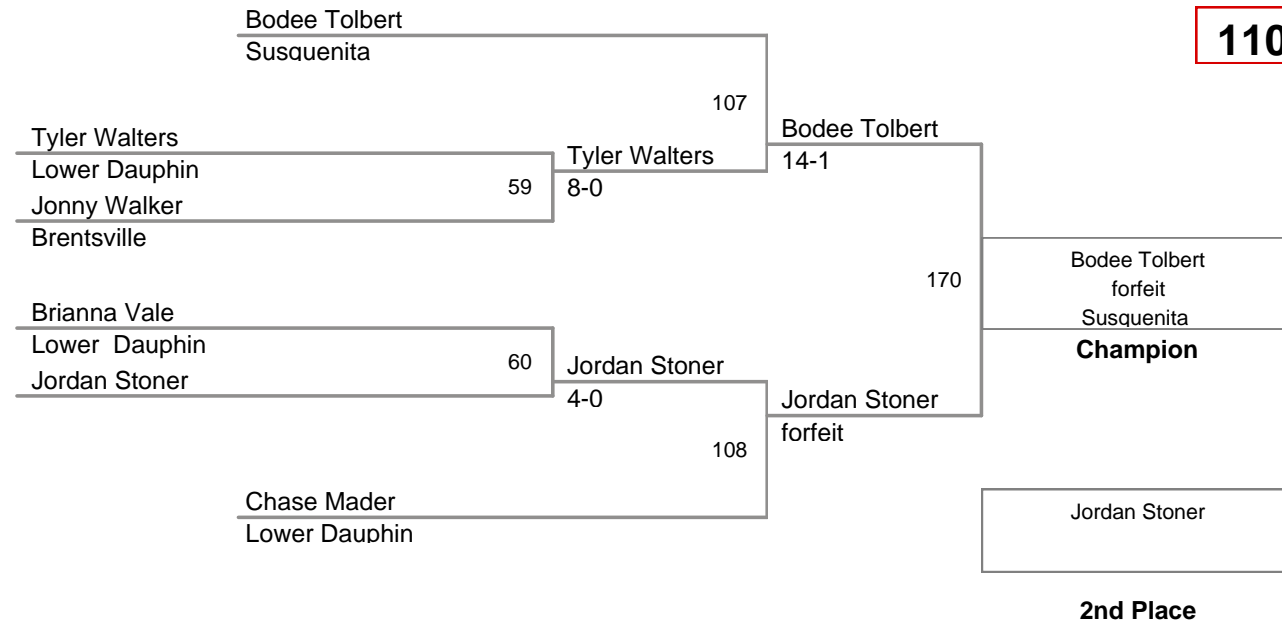 Bodee Tolbert
Susquenita
110
107
Tyler Walters
Lower Dauphin
59
Jonny Walker
Brentsville
Tyler Walters
8-0
Bodee Tolbert
14-1
170
Bodee Tolbert
forfeit
Susquenita
Champion
Brianna Vale
Lower  Dauphin
60
Jordan Stoner
Jordan Stoner
4-0
Jordan Stoner
forfeit
108
Chase Mader
Lower Dauphin
Jordan Stoner
2nd Place